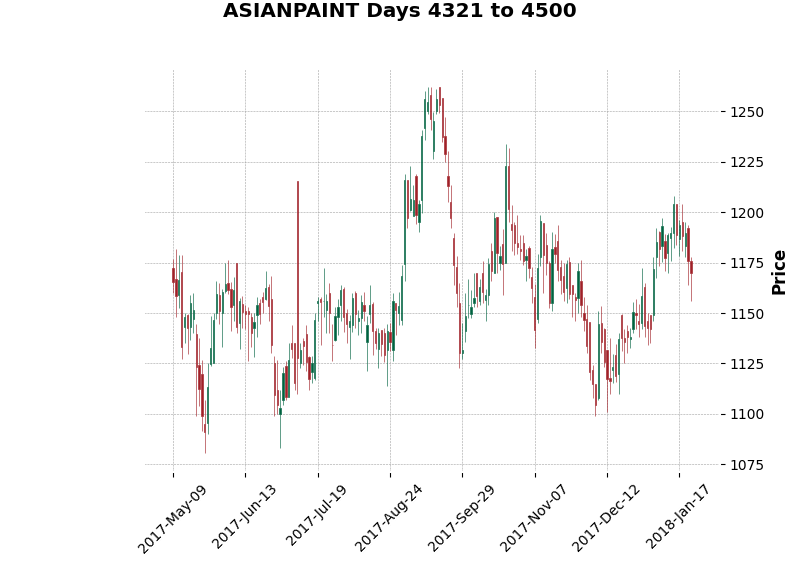 ASIANPAINT Days 4321 to 4500
1250
1225
1200
1175
1150
1125
1100
1075
Price
2017-May-09
2017-Jun-13
2017-Jul-19
2017-Aug-24
2017-Sep-29
2017-Nov-07
2017-Dec-12
2018-Jan-17